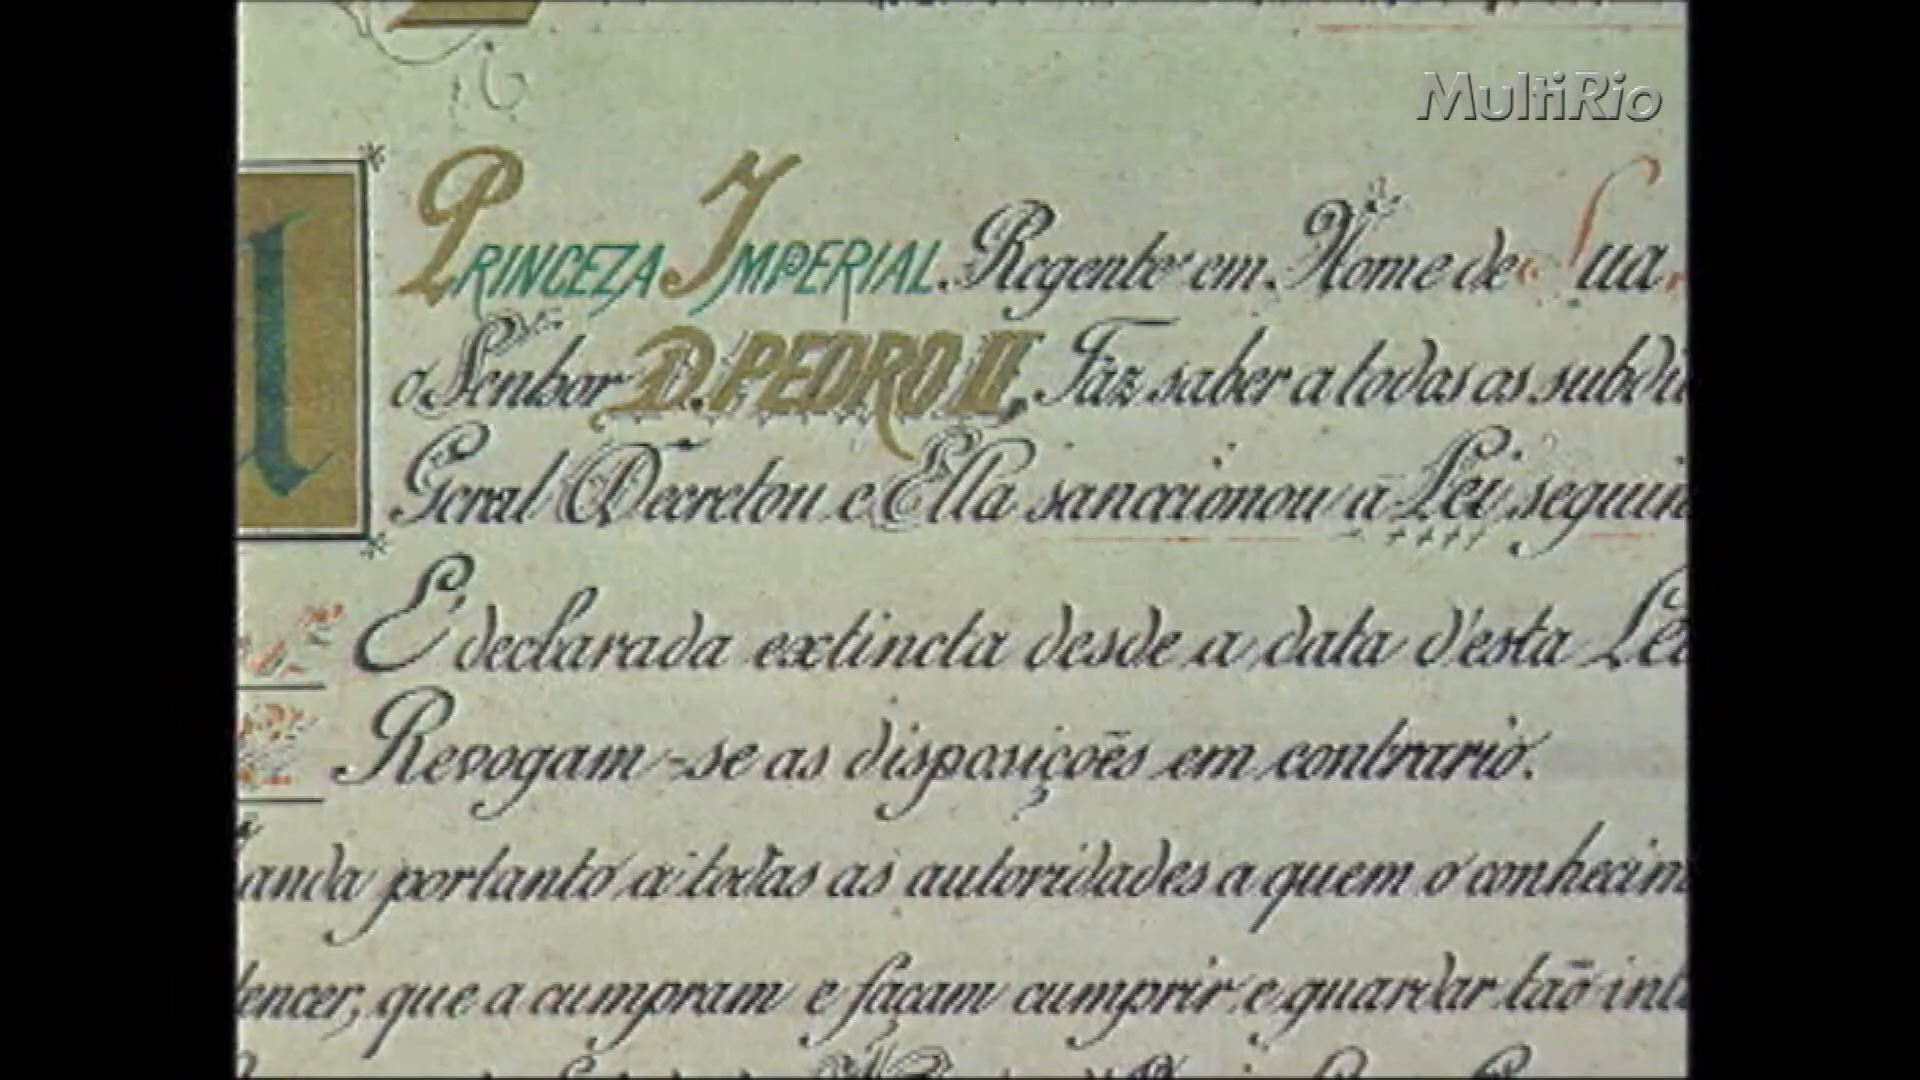 MultiRio
a PRINCEZA IMPERIAL. Regente em Nome de Sua
o Senhor D. PEDRO II, Faz saber a todos os subdi
Geral Decretou e Ella sanccionou a Lei seguin
É declarada extincta desde a data d'esta Lei
Revogam-se as disposições em contrario.
anda portanto a todas as autoridades a quem o conhecim
tencer, que a cumpram e façam cumprir e guardar tão int